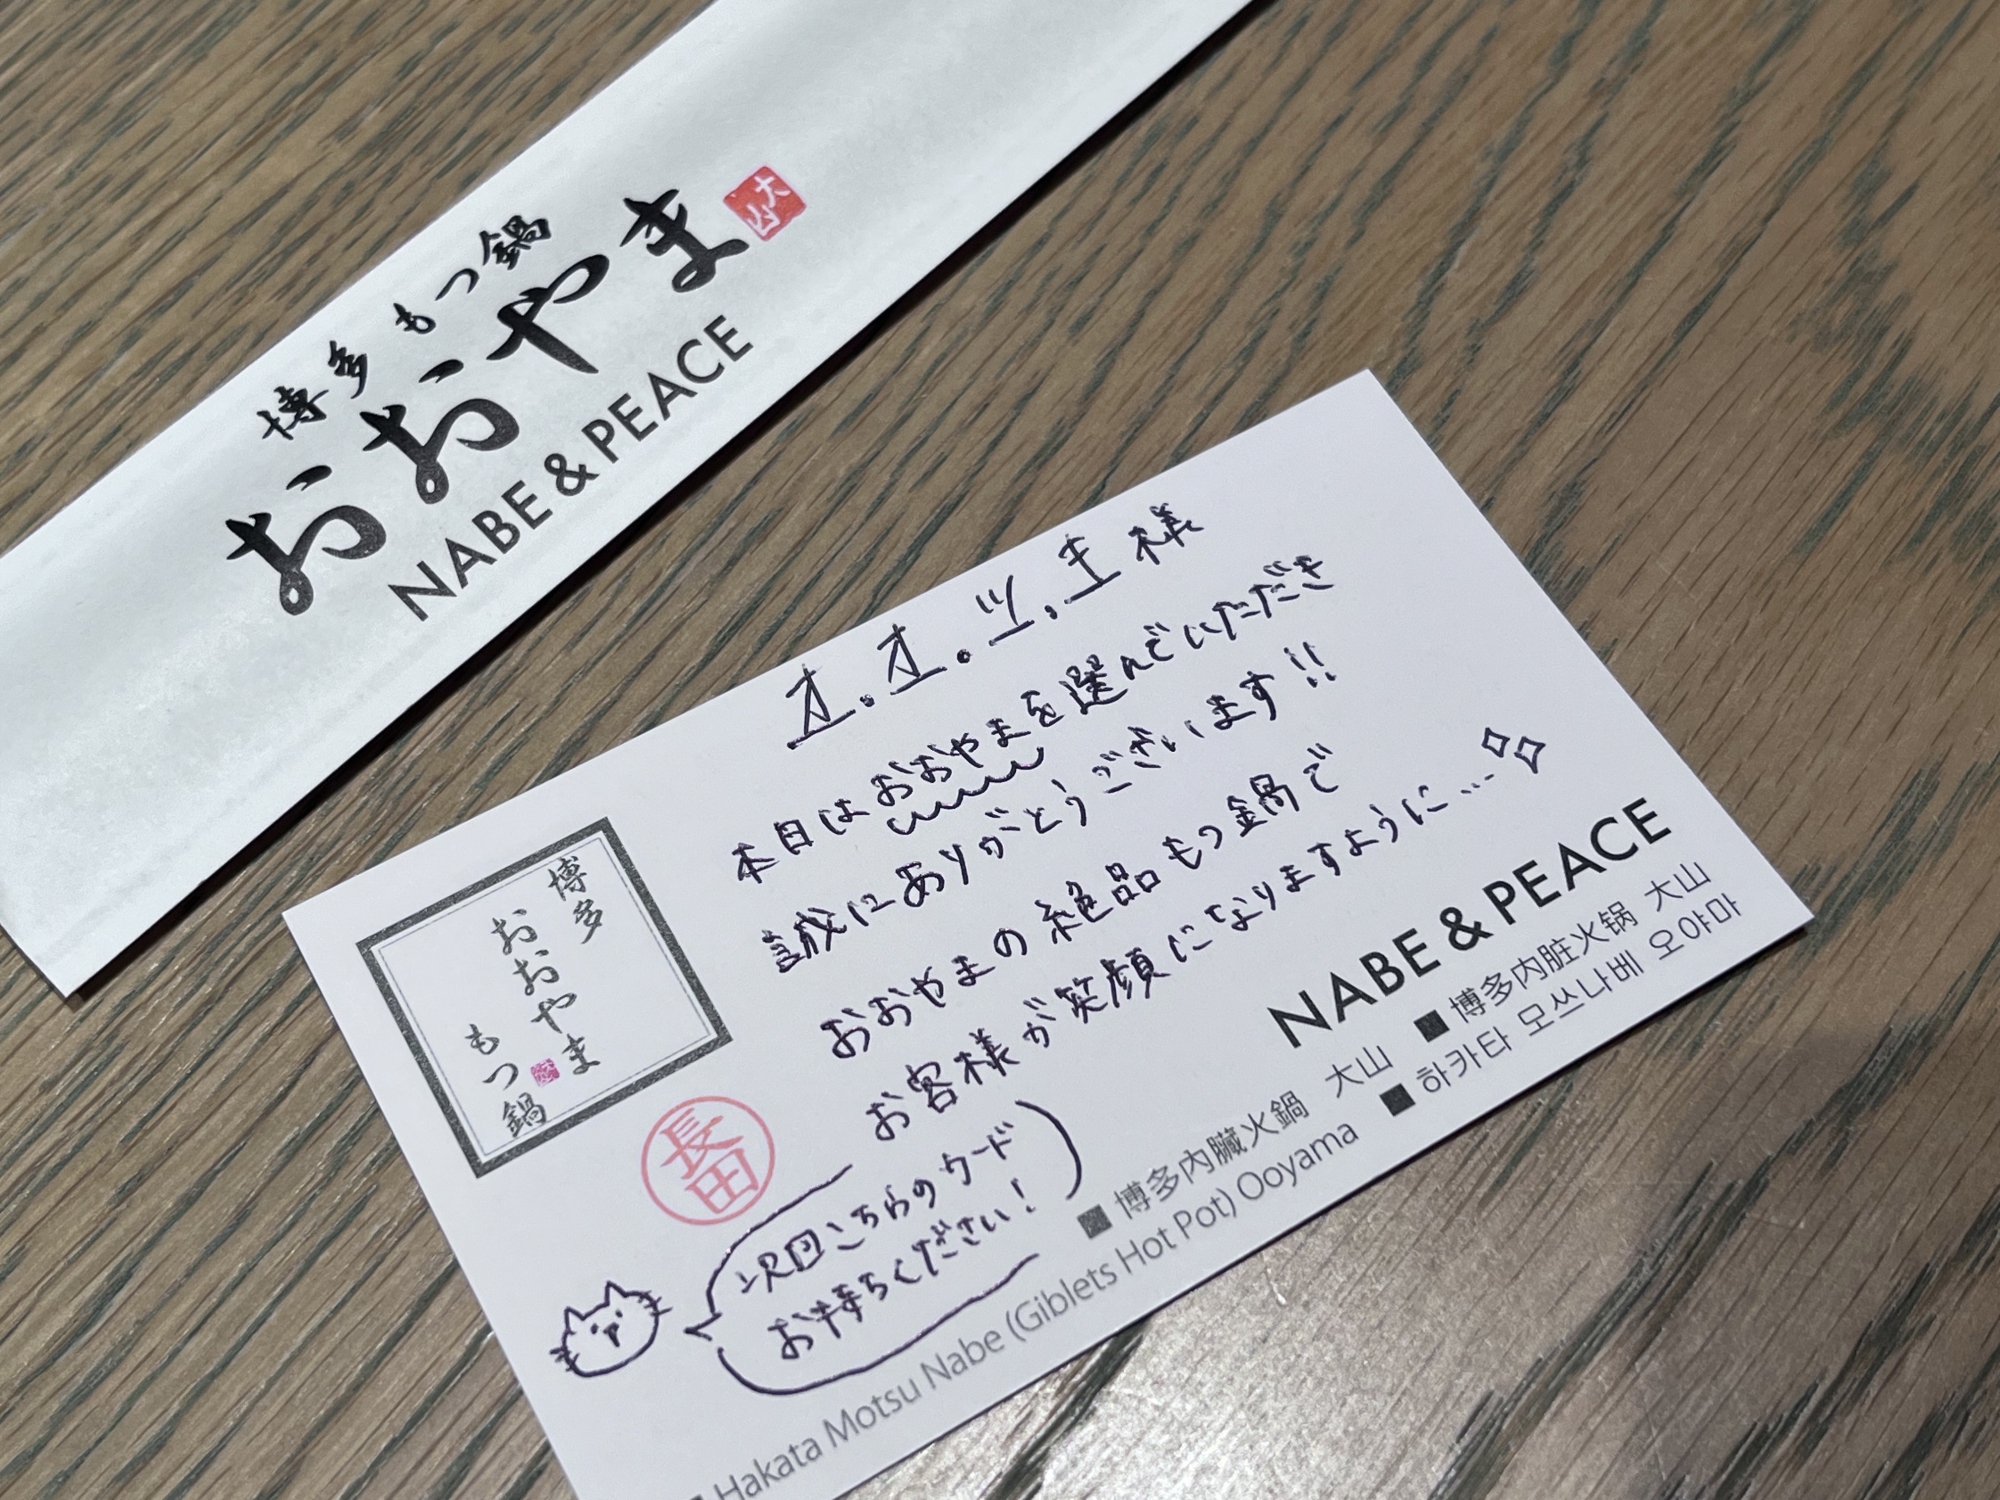 博多もつ鍋
おおやま
大山
NABE & PEACE
オ.オ.ツ.キ様
本日はおおやまを選んでいただき
誠にありがとうございます!!
おおやまの絶品もつ鍋で
お客様が笑顔になりますように…
博多
おおやま
もつ鍋
長田
次回こちらのカード
お持ちください!
NABE & PEACE
■博多內臟火鍋 大山 ■博多内脏火锅 大山
■Hakata Motsu Nabe (Giblets Hot Pot) Ooyama ■하카타 모쓰나베 오야마